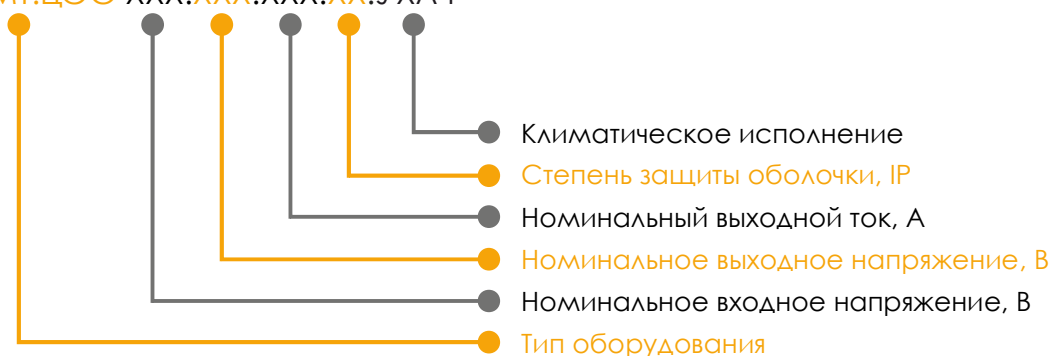 Климатическое исполнение
Степень защиты оболочки, IP
Номинальный выходной ток, А
Номинальное выходное напряжение, В
Номинальное входное напряжение, В
Тип оборудования